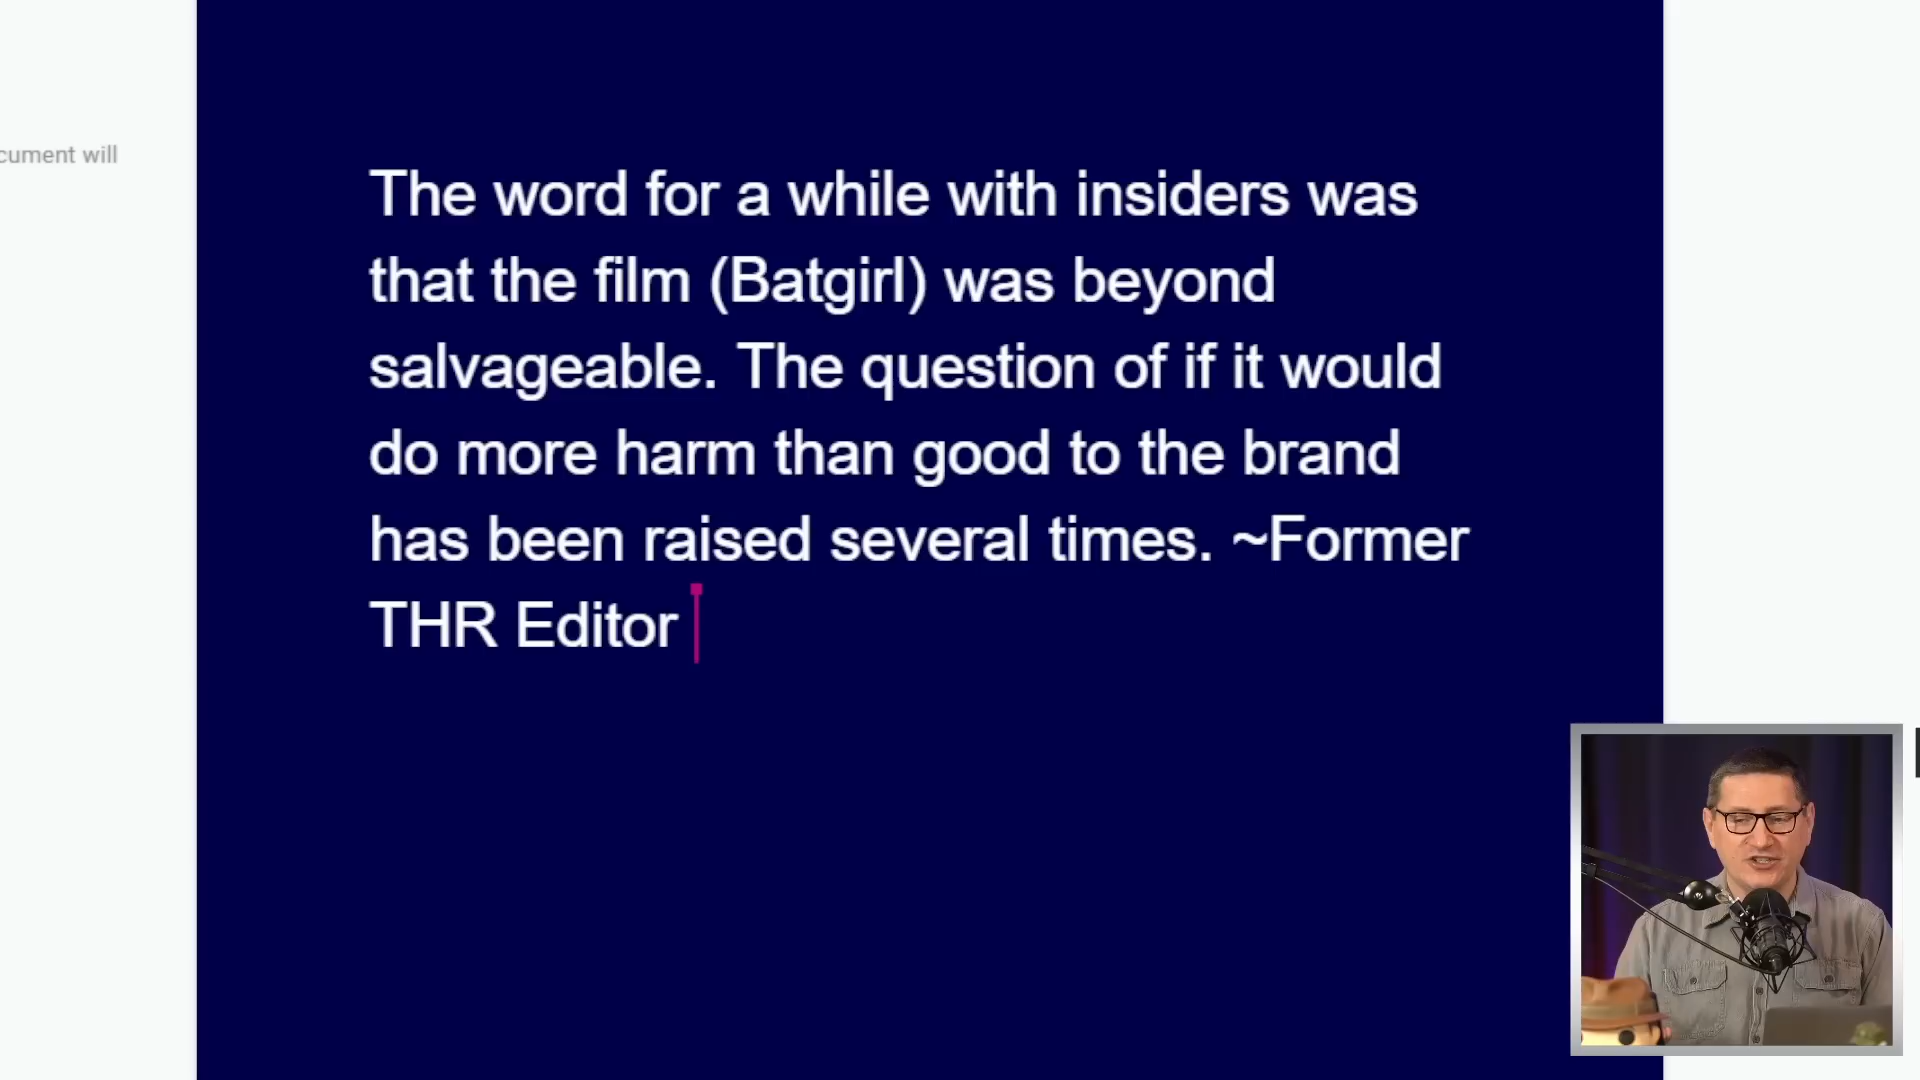 cument will
The word for a while with insiders was
that the film (Batgirl) was beyond
salvageable. The question of if it would
do more harm than good to the brand
has been raised several times. ~Former
THR Editor